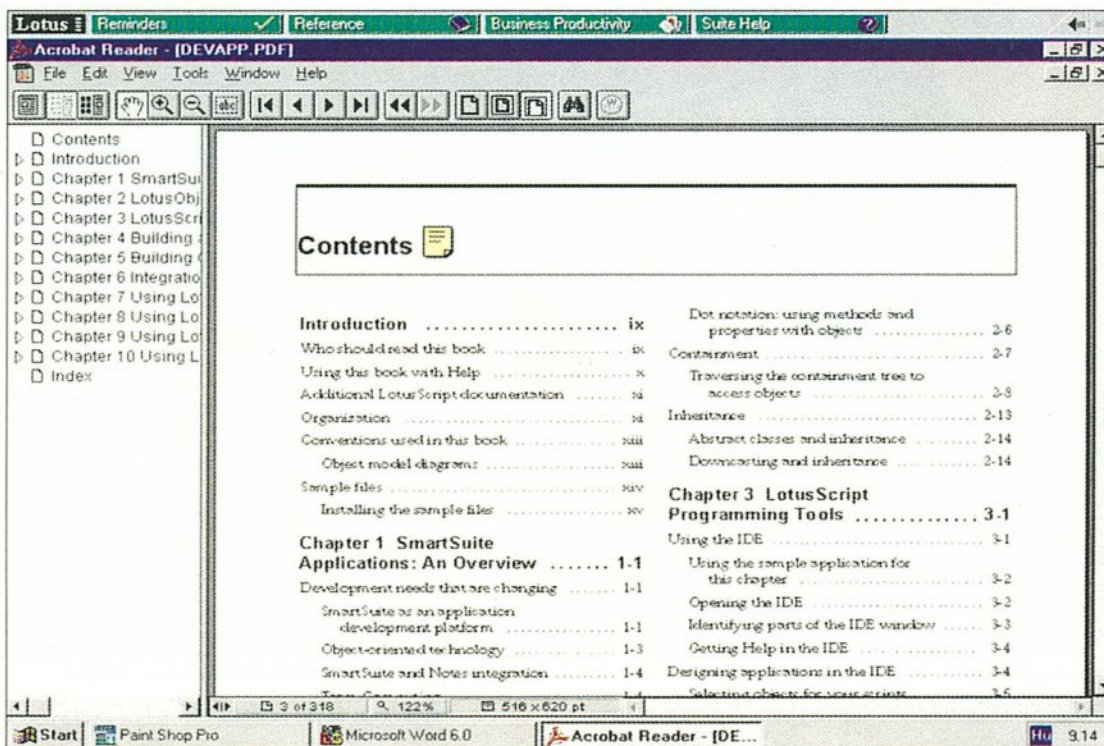 Lotus Reminders Reference Business Productivity Suite Help
Acrobat Reader - [DEVAPP.PDF]
File Edit View Tools Window Help
Contents
Introduction
Chapter 1 SmartSui
Chapter 2 LotusObj
Chapter 3 LotusScri
Chapter 4 Building a
Chapter 5 Building
Chapter 6 Integratio
Chapter 7 Using Lo
Chapter 8 Using Lo
Chapter 9 Using Lo
Chapter 10 Using L
Index
Contents
Introduction ...................... ix
Who should read this book ................ ix
Using this book with Help ................ x
Additional LotusScript documentation ....... xi
Organization ........................... xi
Conventions used in this book ............ xiii
Object model diagrams ................ xiii
Sample files .......................... xiv
Installing the sample files ............. xv
Chapter 1 SmartSuite
Applications: An Overview ....... 1-1
Development needs that are changing ....... 1-1
SmartSuite as an application
development platform ................ 1-1
Object-oriented technology .............. 1-3
SmartSuite and Notes integration ......... 1-4
Team Computing .................. 1-4
Dot notation: using methods and
properties with objects ................ 2-6
Containment ........................... 2-7
Traversing the containment tree to
access objects ..................... 2-8
Inheritance ........................... 2-13
Abstract classes and inheritance .......... 2-14
Downcasting and inheritance ............ 2-14
Chapter 3 LotusScript
Programming Tools ............. 3-1
Using the IDE ......................... 3-1
Using the sample application for
this chapter ........................ 3-2
Opening the IDE ..................... 3-2
Identifying parts of the IDE window ...... 3-3
Getting Help in the IDE ................ 3-4
Designing applications in the IDE .......... 3-4
Selecting objects for your scripts ......... 3-5
3 of 318 122% 516 x 620 pt
Start Paint Shop Pro Microsoft Word 6.0 Acrobat Reader - [DE... Hu 9.14